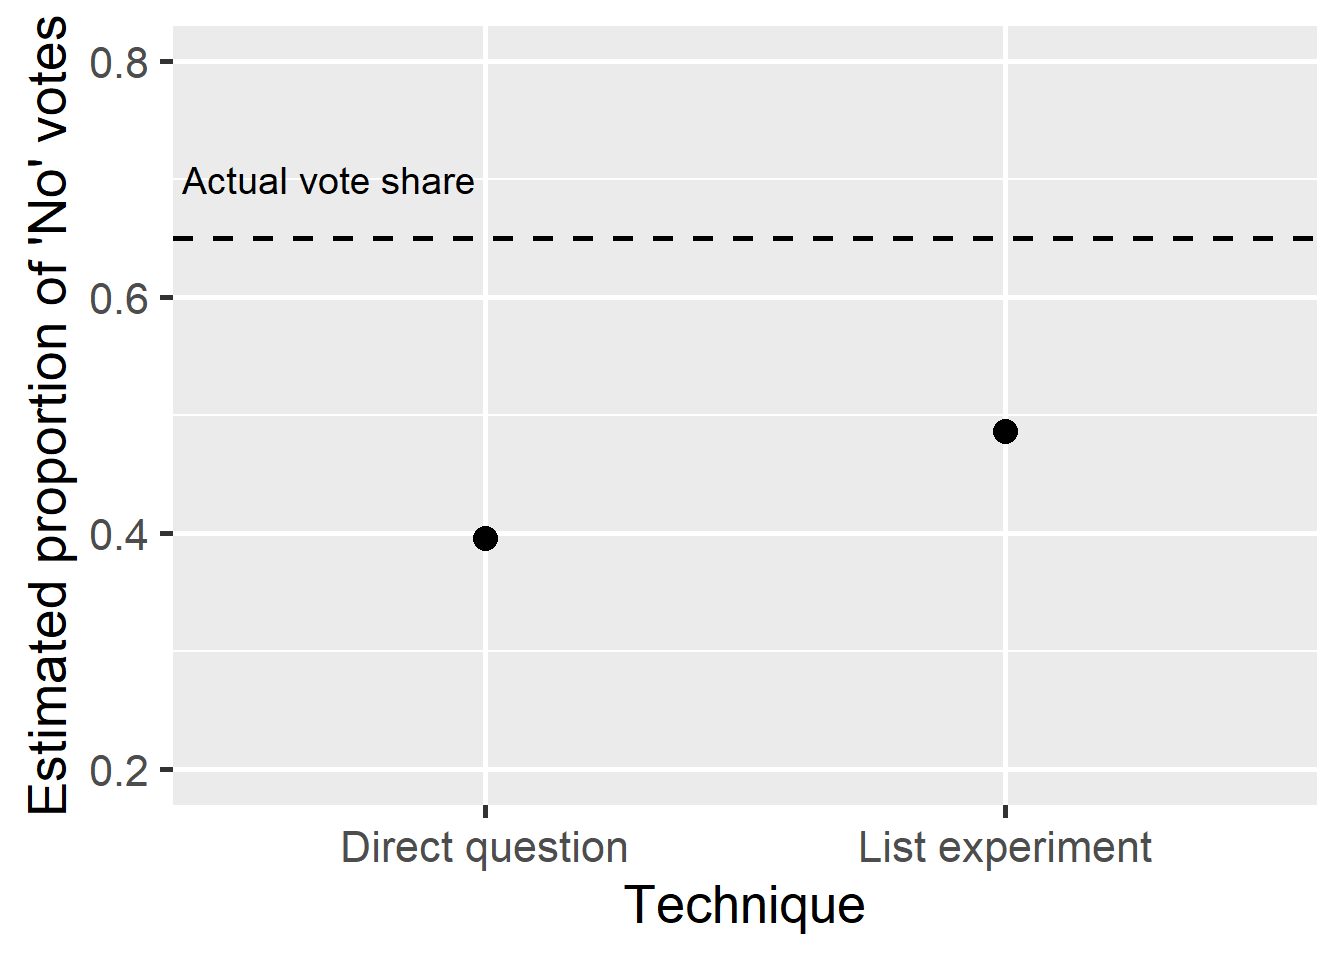 Estimated proportion of 'No' votes
0.8
0.6
0.4
0.2
Actual vote share
Direct question
List experiment
Technique